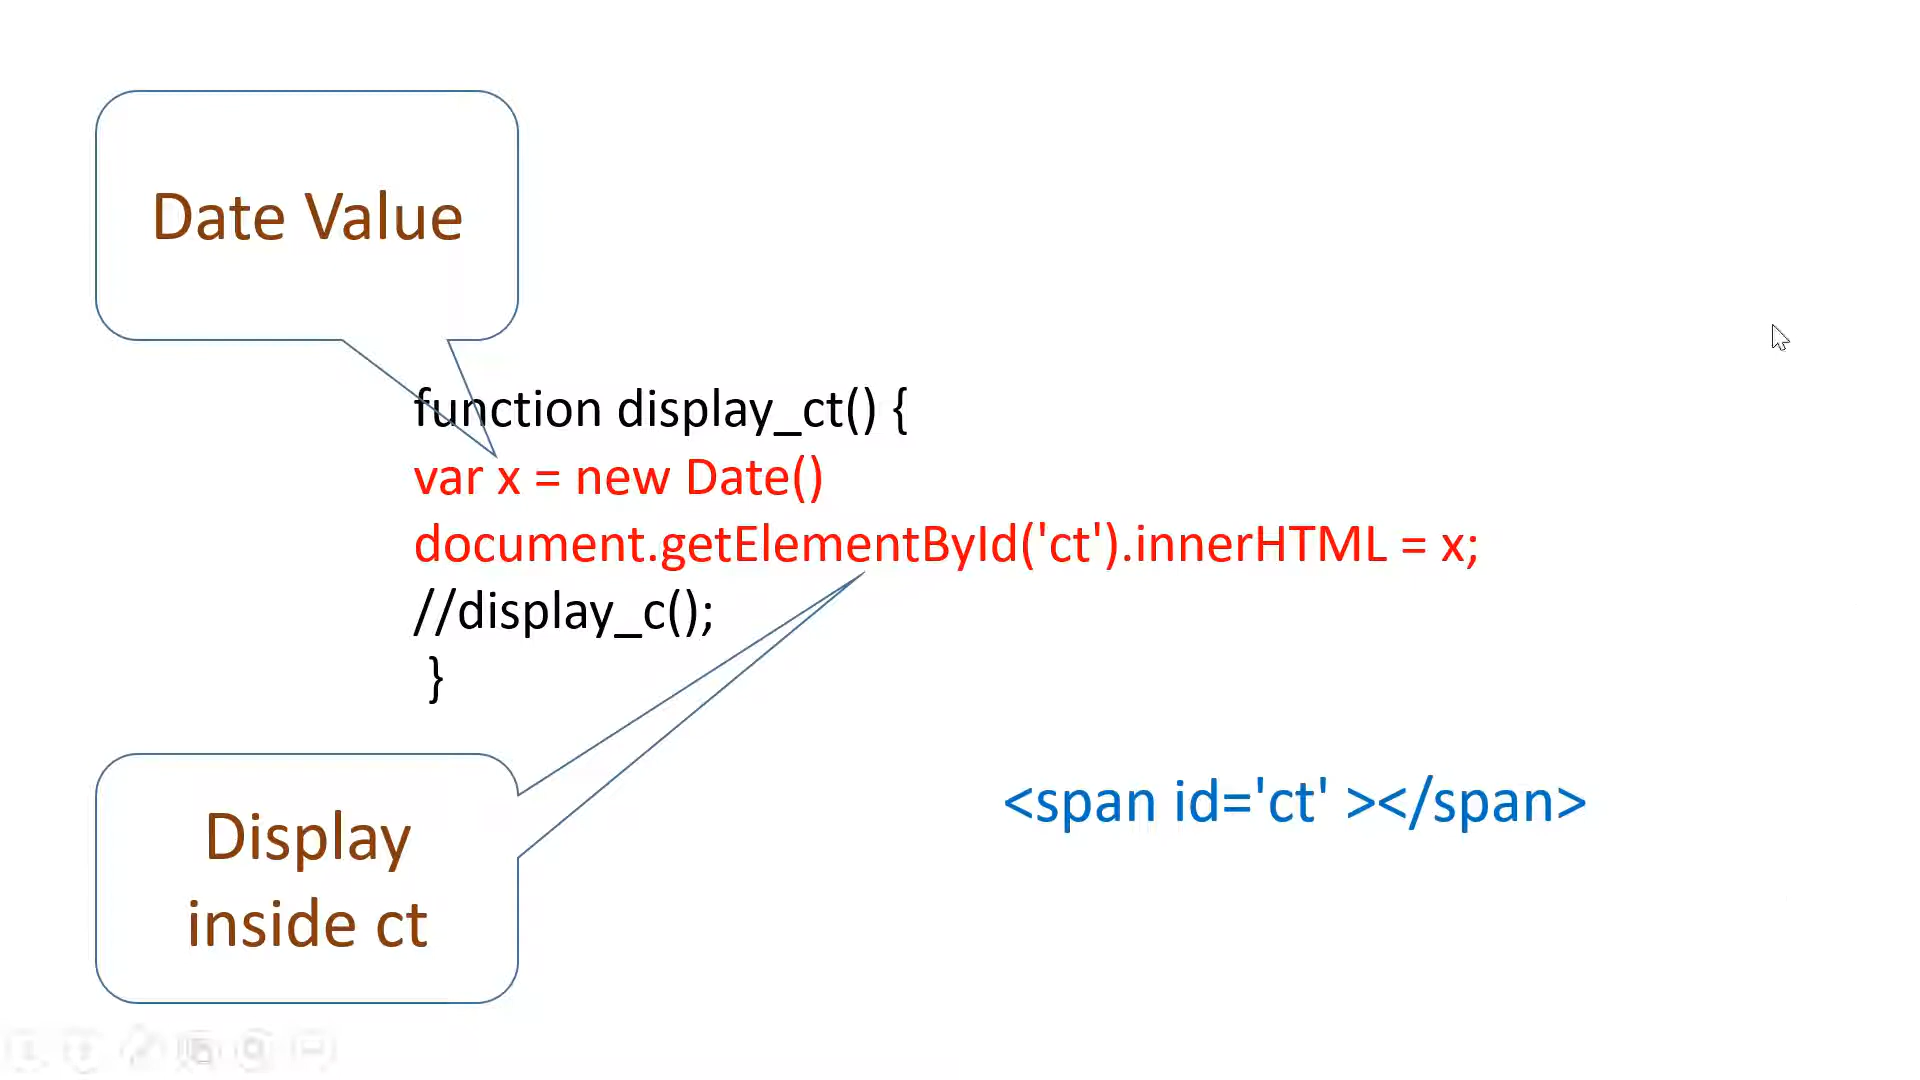 Date Value
function display_ct() {
var x = new Date()
document.getElementById('ct').innerHTML = x;
//display_c();
}
Display
inside ct
<span id='ct' ></span>